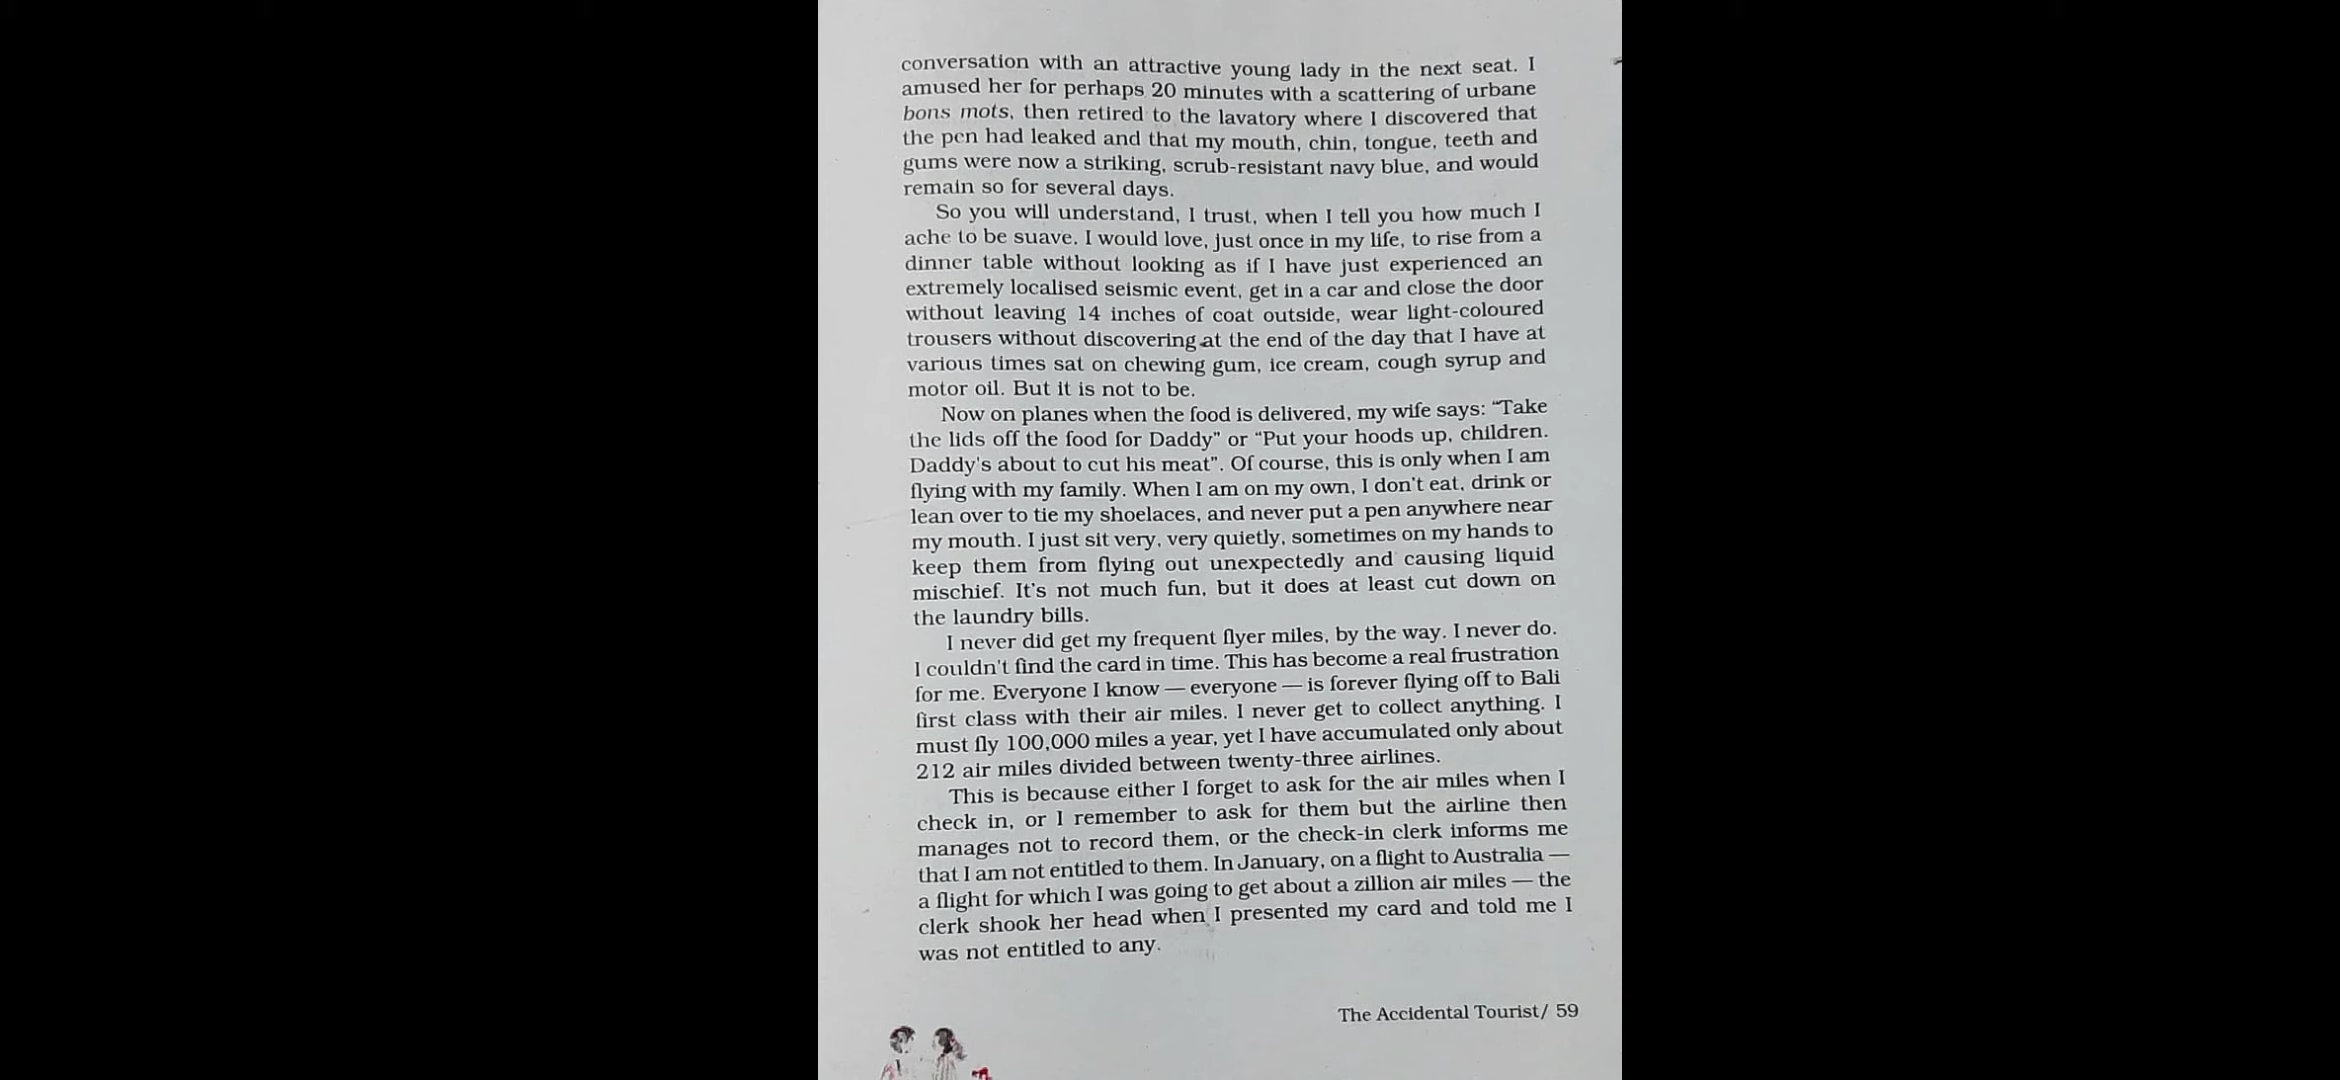 conversation with an attractive young lady in the next seat. I
amused her for perhaps 20 minutes with a scattering of urbane
bons mots, then retired to the lavatory where I discovered that
the pen had leaked and that my mouth, chin, tongue, teeth and
gums were now a striking, scrub-resistant navy blue, and would
remain so for several days.
So you will understand, I trust, when I tell you how much I
ache to be suave. I would love, just once in my life, to rise from a
dinner table without looking as if I have just experienced an
extremely localised seismic event, get in a car and close the door
without leaving 14 inches of coat outside, wear light-coloured
trousers without discovering at the end of the day that I have at
various times sat on chewing gum, ice cream, cough syrup and
motor oil. But it is not to be.
Now on planes when the food is delivered, my wife says: “Take
the lids off the food for Daddy” or “Put your hoods up, children.
Daddy's about to cut his meat”. Of course, this is only when I am
flying with my family. When I am on my own, I don't eat, drink or
lean over to tie my shoelaces, and never put a pen anywhere near
my mouth. I just sit very, very quietly, sometimes on my hands to
keep them from flying out unexpectedly and causing liquid
mischief. It's not much fun, but it does at least cut down on
the laundry bills.
I never did get my frequent flyer miles, by the way. I never do.
I couldn't find the card in time. This has become a real frustration
for me. Everyone I know — everyone — is forever flying off to Bali
first class with their air miles. I never get to collect anything. I
must fly 100,000 miles a year, yet I have accumulated only about
212 air miles divided between twenty-three airlines.
This is because either I forget to ask for the air miles when I
check in, or I remember to ask for them but the airline then
manages not to record them, or the check-in clerk informs me
that I am not entitled to them. In January, on a flight to Australia —
a flight for which I was going to get about a zillion air miles — the
clerk shook her head when I presented my card and told me I
was not entitled to any.
The Accidental Tourist/ 59